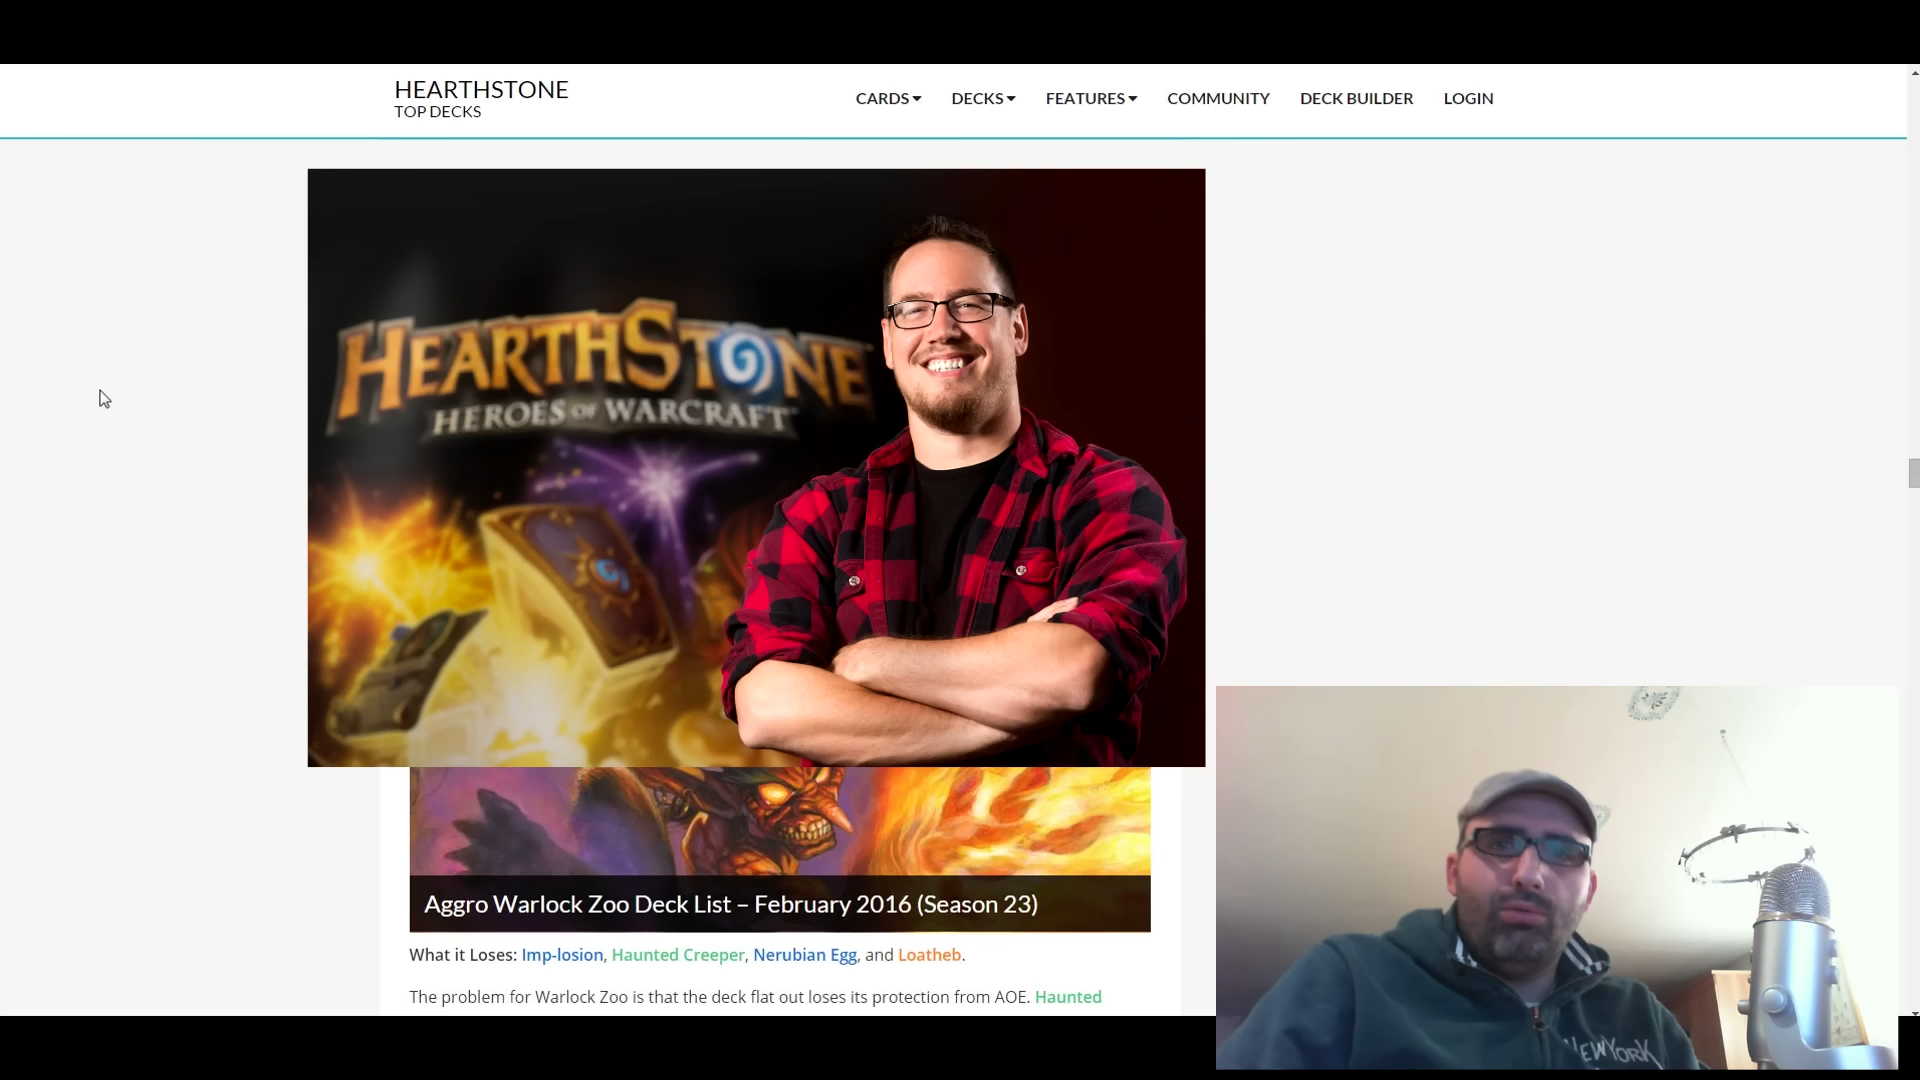 HEARTHSTONE
TOP DECKS
CARDS DECKS FEATURES COMMUNITY DECK BUILDER LOGIN
HEARTHSTONE
HEROES OF WARCRAFT
Aggro Warlock Zoo Deck List – February 2016 (Season 23)
What it Loses: Imp-losion, Haunted Creeper, Nerubian Egg, and Loatheb.
The problem for Warlock Zoo is that the deck flat out loses its protection from AOE. Haunted
NEWYORK